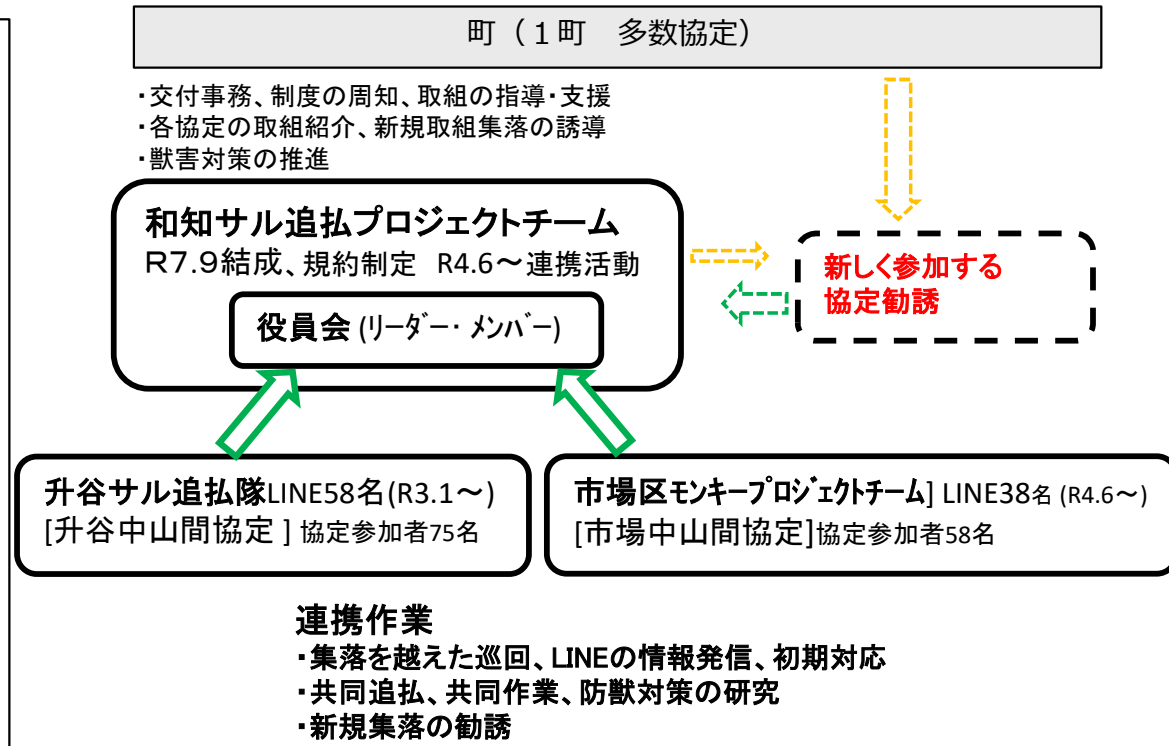 町（１町　多数協定）
・交付事務、制度の周知、取組の指導・支援
・各協定の取組紹介、新規取組集落の誘導
・獣害対策の推進
和知サル追払プロジェクトチーム
Ｒ7.９結成、規約制定　R4.6～連携活動
役員会 (ﾘｰﾀﾞｰ・ﾒﾝﾊﾞｰ)
新しく参加する
協定勧誘
升谷サル追払隊LINE58名(R3.1～)
[升谷中山間協定 ] 協定参加者75名
市場区ﾓﾝｷｰﾌﾟﾛｼﾞｪｸﾄﾁｰﾑ] LINE38名 (R4.6～)
[市場中山間協定]協定参加者58名
連携作業
・集落を越えた巡回、LINEの情報発信、初期対応
・共同追払、共同作業、防獣対策の研究
・新規集落の勧誘